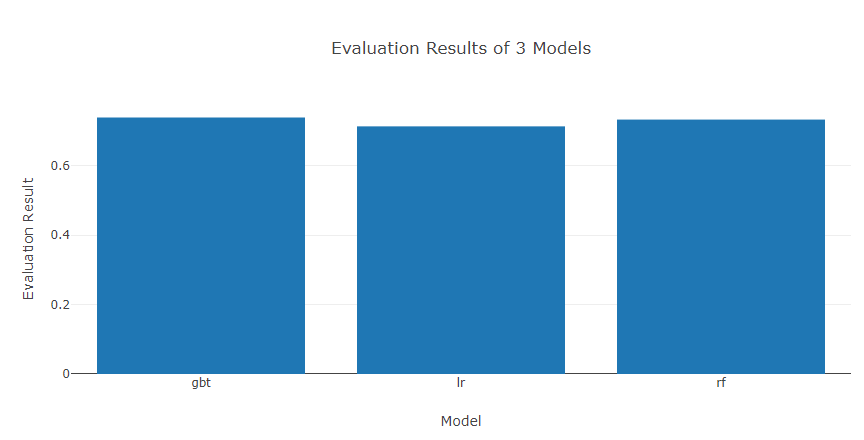 Evaluation Results of 3 Models
Evaluation Result
0.6
0.4
0.2
0
gbt
lr
rf
Model